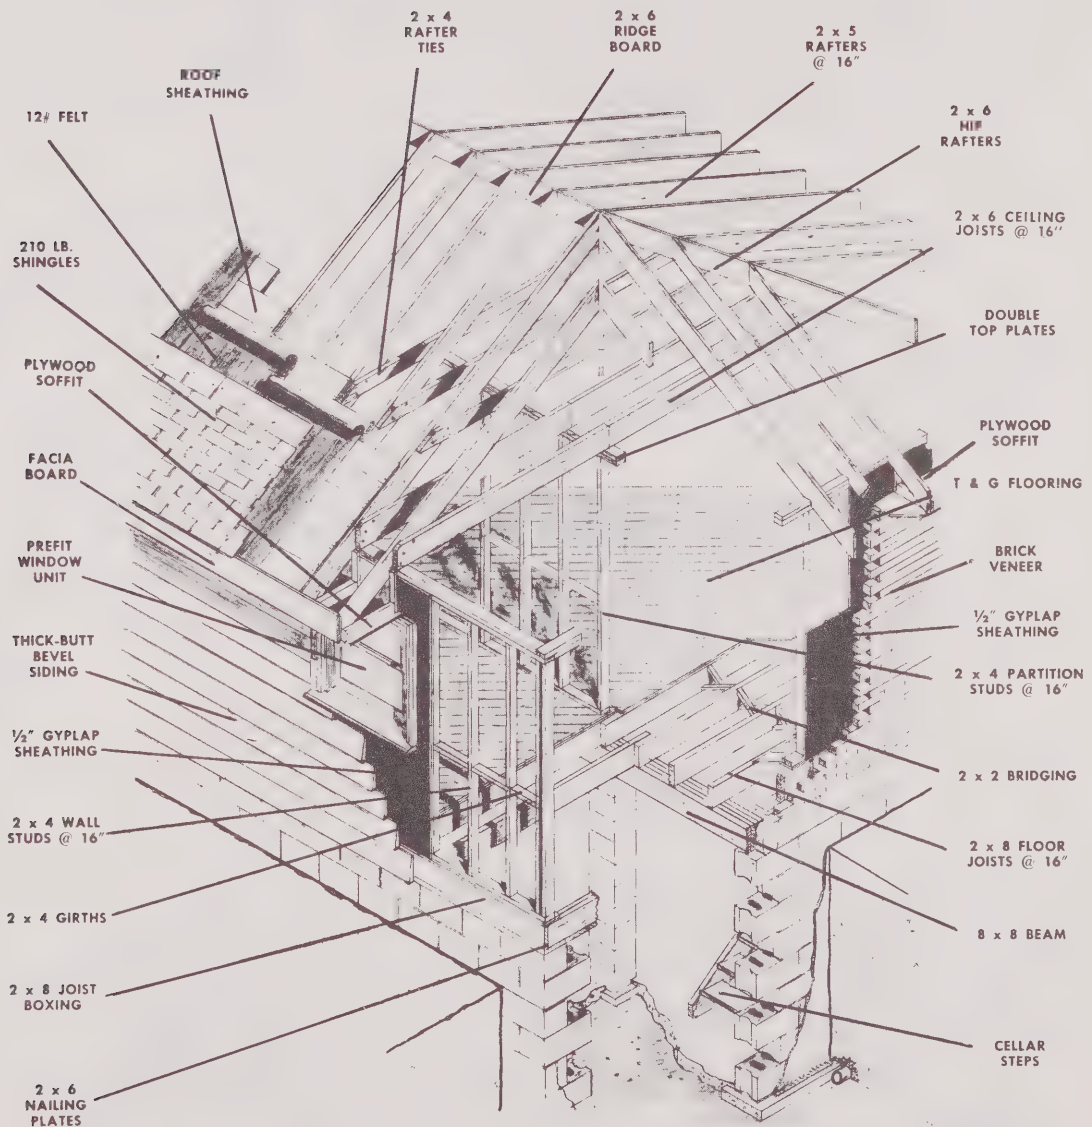 2 x 4
RAFTER
TIES
2 x 6
RIDGE
BOARD
2 x 5
RAFTERS
@ 16"
ROOF
SHEATHING
12# FELT
2 x 6
HIP
RAFTERS
210 LB.
SHINGLES
2 x 6 CEILING
JOISTS @ 16"
DOUBLE
TOP PLATES
PLYWOOD
SOFFIT
PLYWOOD
SOFFIT
FACIA
BOARD
T & G FLOORING
PREFIT
WINDOW
UNIT
BRICK
VENEER
THICK-BUTT
BEVEL
SIDING
½" GYPLAP
SHEATHING
2 x 4 PARTITION
STUDS @ 16"
½" GYPLAP
SHEATHING
2 x 2 BRIDGING
2 x 4 WALL
STUDS @ 16"
2 x 8 FLOOR
JOISTS @ 16"
2 x 4 GIRTHS
8 x 8 BEAM
2 x 8 JOIST
BOXING
CELLAR
STEPS
2 x 6
NAILING
PLATES